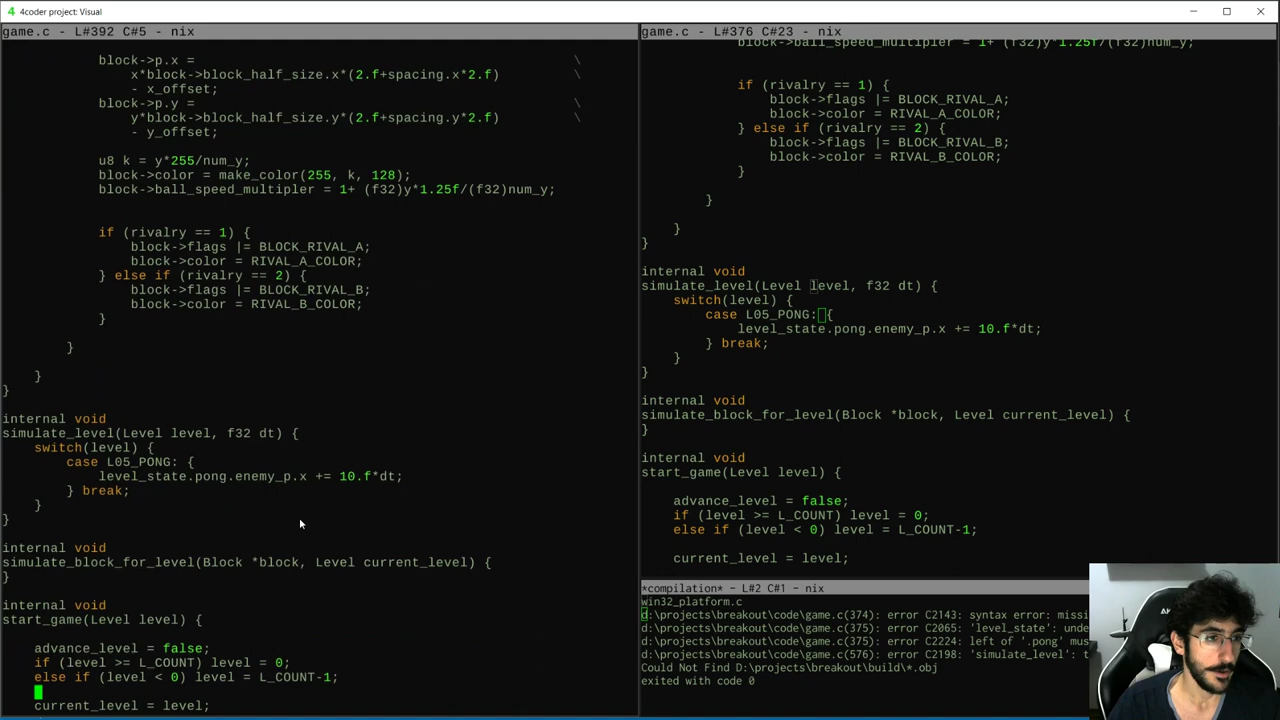 4coder project: Visual
game.c - L#392 C#5 - nix
block->p.x = \
x*block->block_half_size.x*(2.f+spacing.x*2.f) \
- x_offset;
block->p.y = \
y*block->block_half_size.y*(2.f+spacing.y*2.f) \
- y_offset;
u8 k = y*255/num_y;
block->color = make_color(255, k, 128);
block->ball_speed_multipler = 1+ (f32)y*1.25f/(f32)num_y;
if (rivalry == 1) {
block->flags |= BLOCK_RIVAL_A;
block->color = RIVAL_A_COLOR;
} else if (rivalry == 2) {
block->flags |= BLOCK_RIVAL_B;
block->color = RIVAL_B_COLOR;
}
}
}
}
internal void
simulate_level(Level level, f32 dt) {
switch(level) {
case L05_PONG: {
level_state.pong.enemy_p.x += 10.f*dt;
} break;
}
}
internal void
simulate_block_for_level(Block *block, Level current_level) {
}
internal void
start_game(Level level) {
advance_level = false;
if (level >= L_COUNT) level = 0;
else if (level < 0) level = L_COUNT-1;
current_level = level;
game.c - L#376 C#23 - nix
block->ball_speed_multipler = 1+ (f32)y*1.25f/(f32)num_y;
if (rivalry == 1) {
block->flags |= BLOCK_RIVAL_A;
block->color = RIVAL_A_COLOR;
} else if (rivalry == 2) {
block->flags |= BLOCK_RIVAL_B;
block->color = RIVAL_B_COLOR;
}
}
}
}
internal void
simulate_level(Level level, f32 dt) {
switch(level) {
case L05_PONG: {
level_state.pong.enemy_p.x += 10.f*dt;
} break;
}
}
internal void
simulate_block_for_level(Block *block, Level current_level) {
}
internal void
start_game(Level level) {
advance_level = false;
if (level >= L_COUNT) level = 0;
else if (level < 0) level = L_COUNT-1;
current_level = level;
*compilation* - L#2 C#1 - nix
win32_platform.c
d:\projects\breakout\code\game.c(374): error C2143: syntax error: missi
d:\projects\breakout\code\game.c(375): error C2065: 'level_state': unde
d:\projects\breakout\code\game.c(375): error C2224: left of '.pong' mus
d:\projects\breakout\code\game.c(576): error C2198: 'simulate_level': t
Could Not Find D:\projects\breakout\build\*.obj
exited with code 0